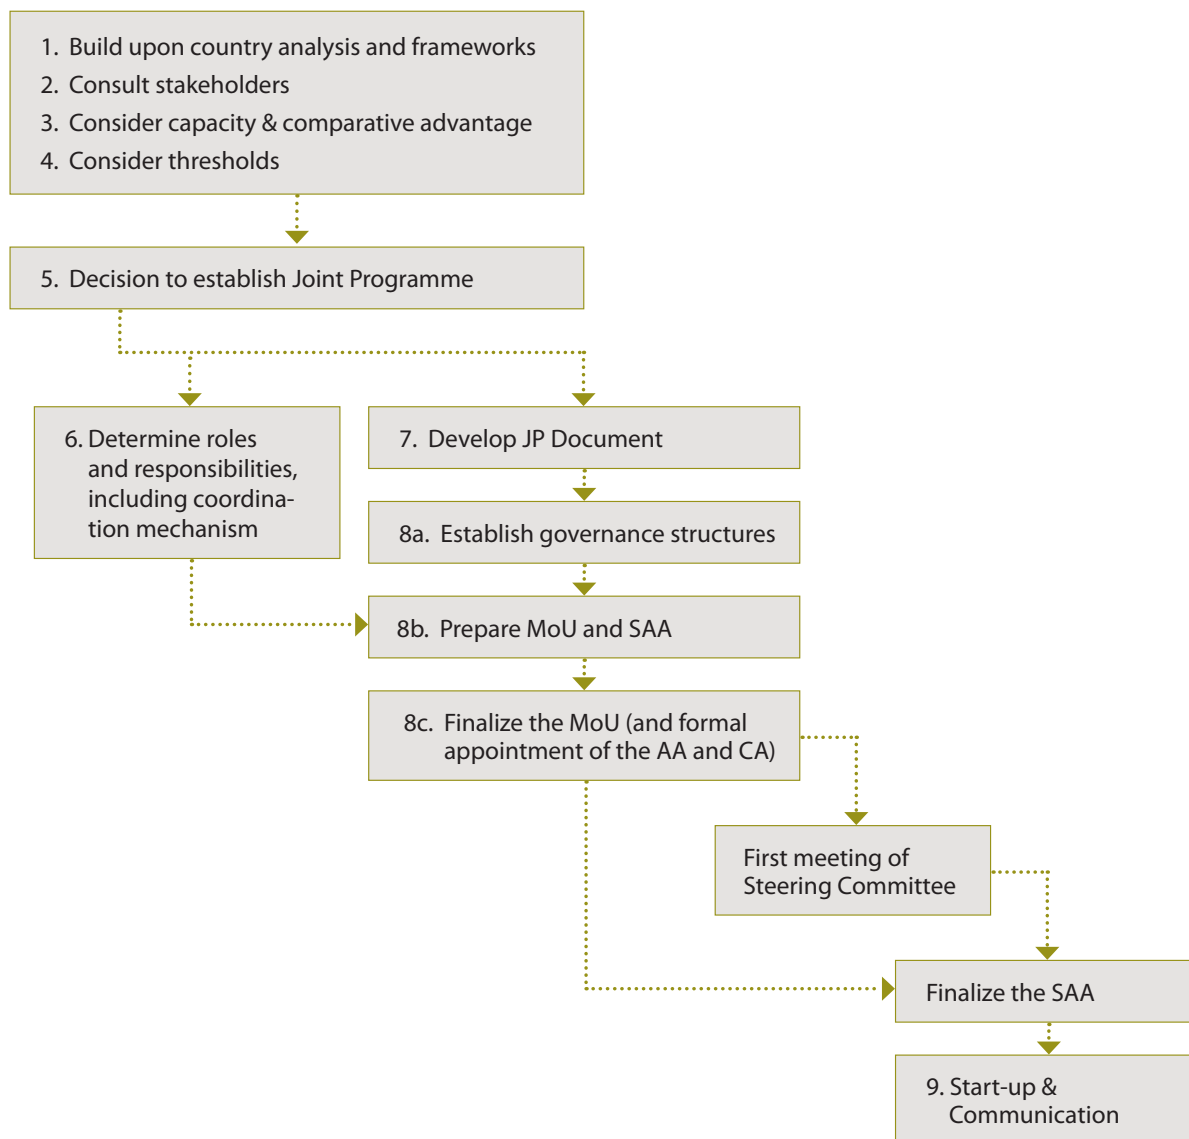 1. Build upon country analysis and frameworks
2. Consult stakeholders
3. Consider capacity & comparative advantage
4. Consider thresholds
5. Decision to establish Joint Programme
6. Determine roles
and responsibilities,
including coordina-
tion mechanism
7. Develop JP Document
8a. Establish governance structures
8b. Prepare MoU and SAA
8c. Finalize the MoU (and formal
appointment of the AA and CA)
First meeting of
Steering Committee
Finalize the SAA
9. Start-up &
Communication